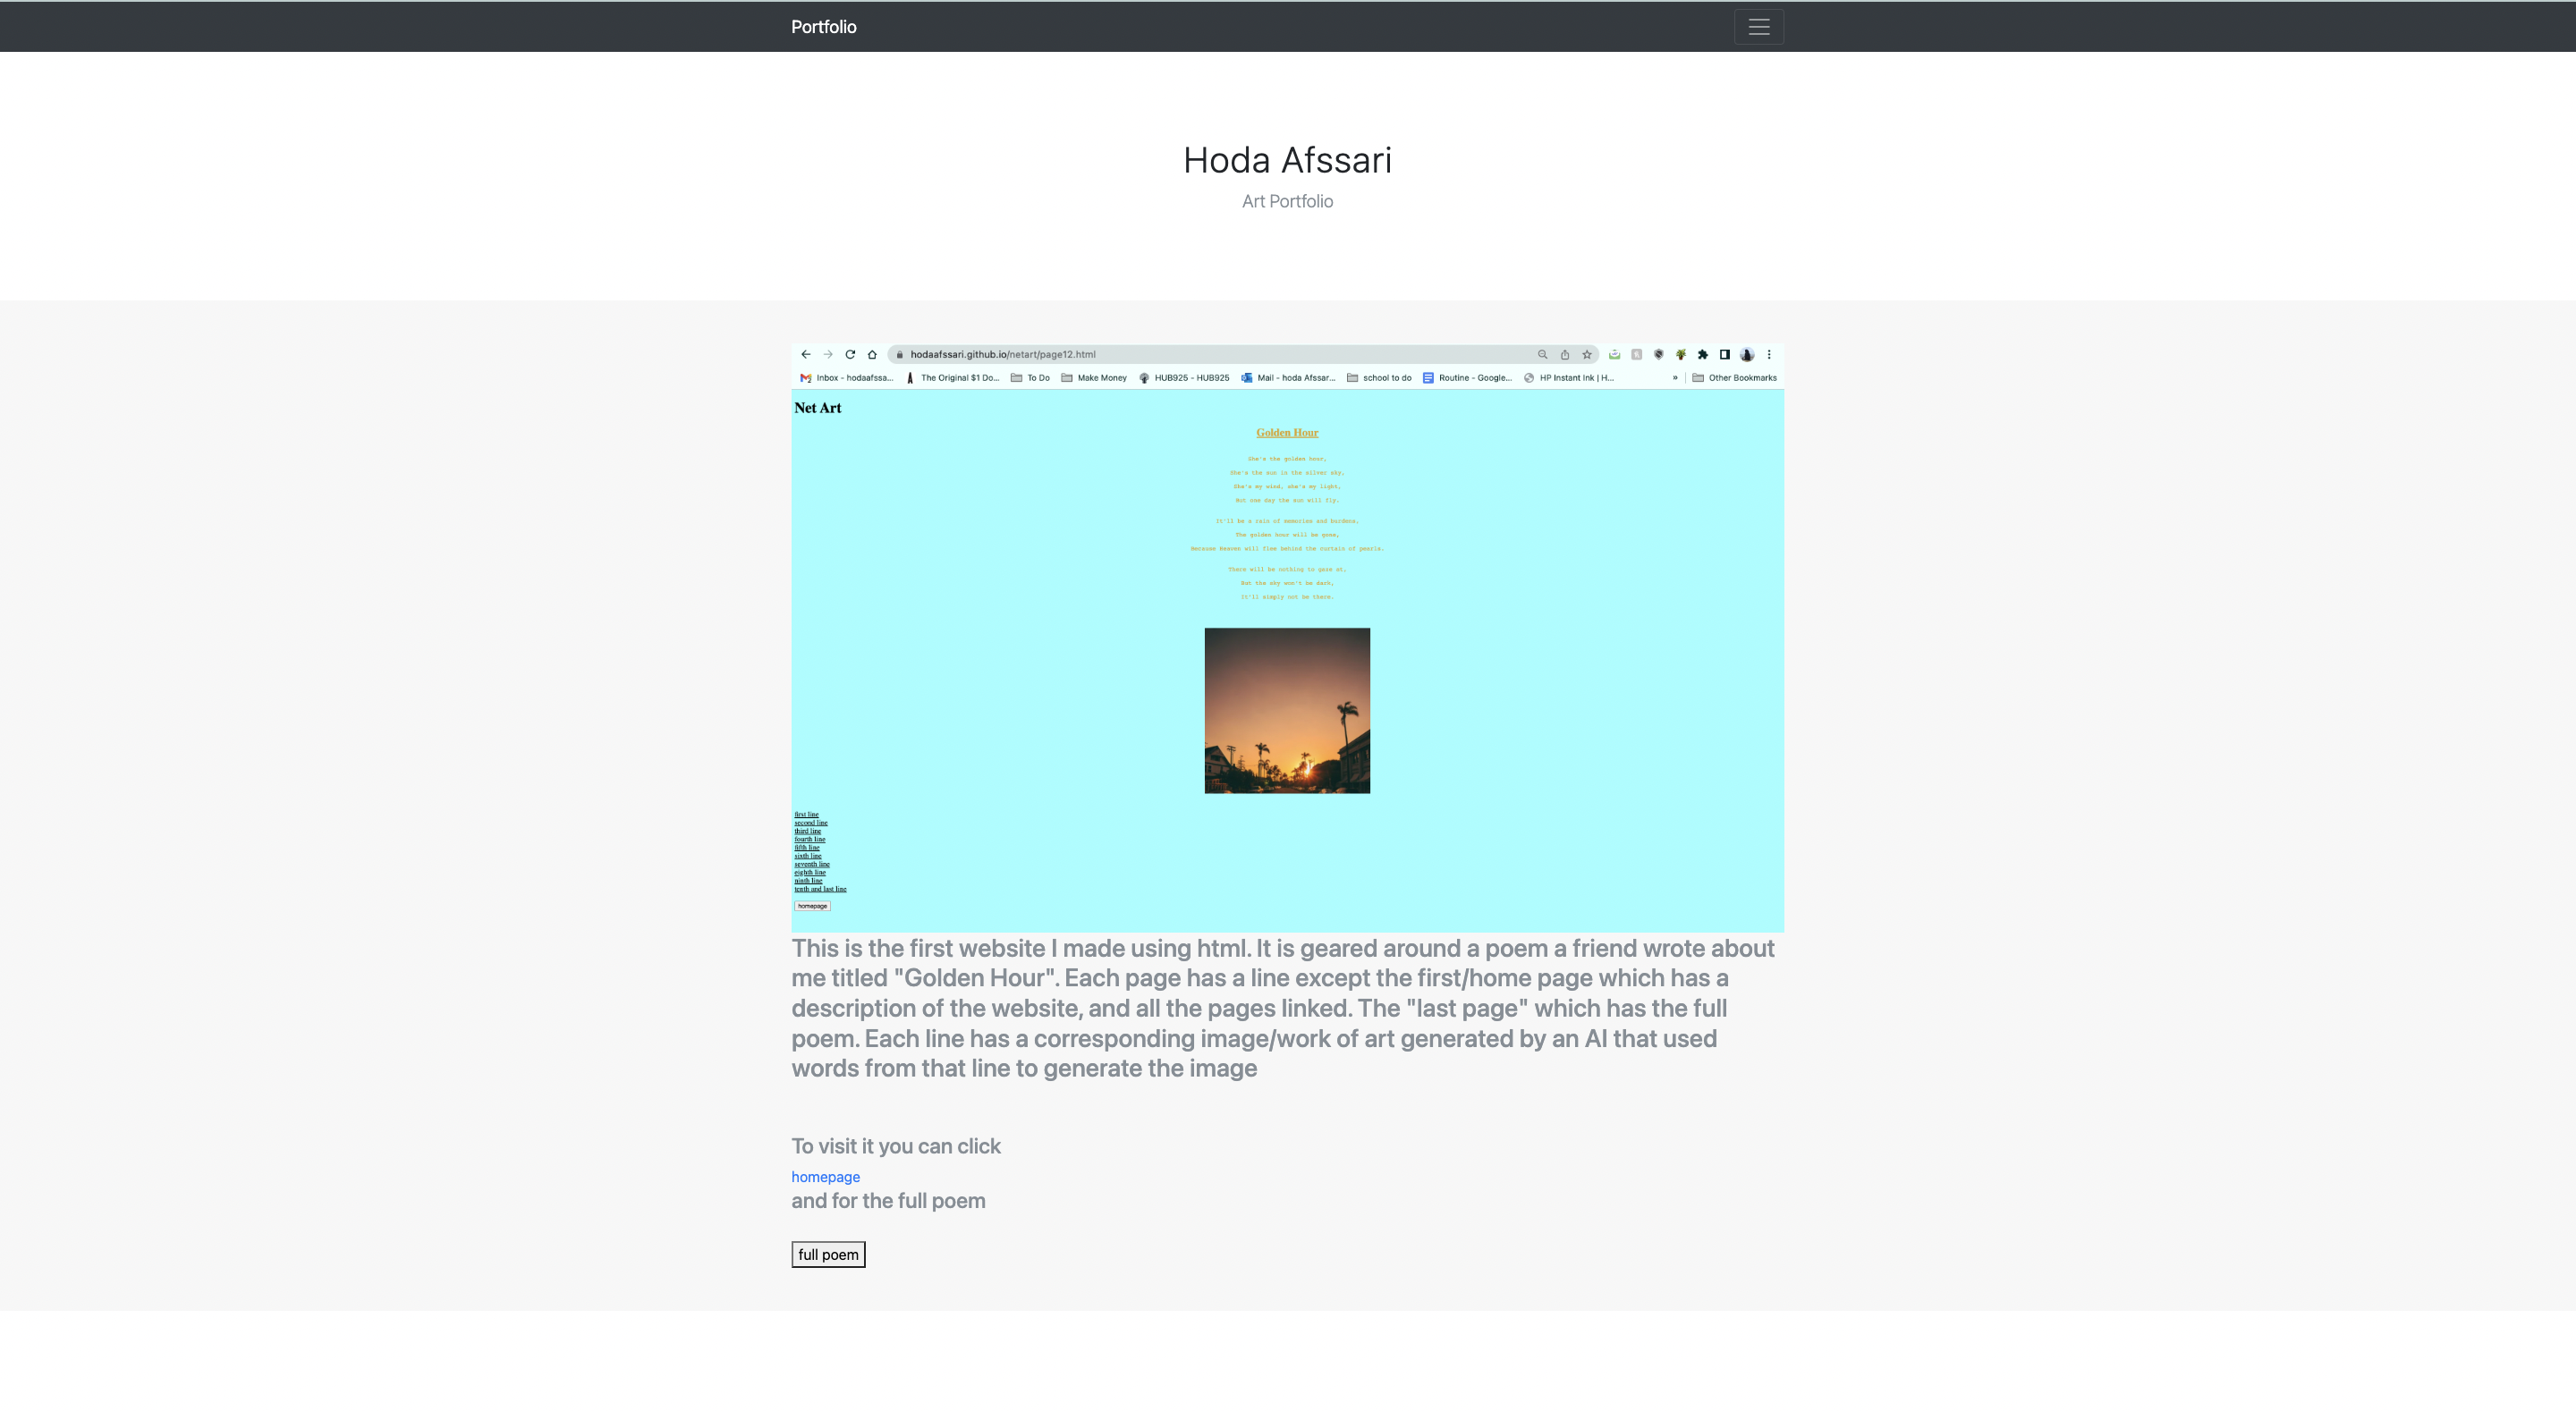 Portfolio
Hoda Afssari
Art Portfolio
hodaafssari.github.io/netart/page12.html
Inbox - hodaafssa...
The Original $1 Do...
To Do
Make Money
HUB925 - HUB925
Mail - hoda Afssar...
school to do
Routine - Google...
HP Instant Ink | H...
»
Other Bookmarks
Net Art
Golden Hour
She's the golden hour,
She's the sun in the silver sky,
She's my wind, she's my light,
But one day the sun will fly.
It'll be a rain of memories and burdens,
The golden hour will be gone,
Because Heaven will flee behind the curtain of pearls.
There will be nothing to gaze at,
But the sky won't be dark,
It'll simply not be there.
first line
second line
third line
fourth line
fifth line
sixth line
seventh line
eighth line
ninth line
tenth and last line
homepage
This is the first website I made using html. It is geared around a poem a friend wrote about
me titled "Golden Hour". Each page has a line except the first/home page which has a
description of the website, and all the pages linked. The "last page" which has the full
poem. Each line has a corresponding image/work of art generated by an AI that used
words from that line to generate the image
To visit it you can click
homepage
and for the full poem
full poem